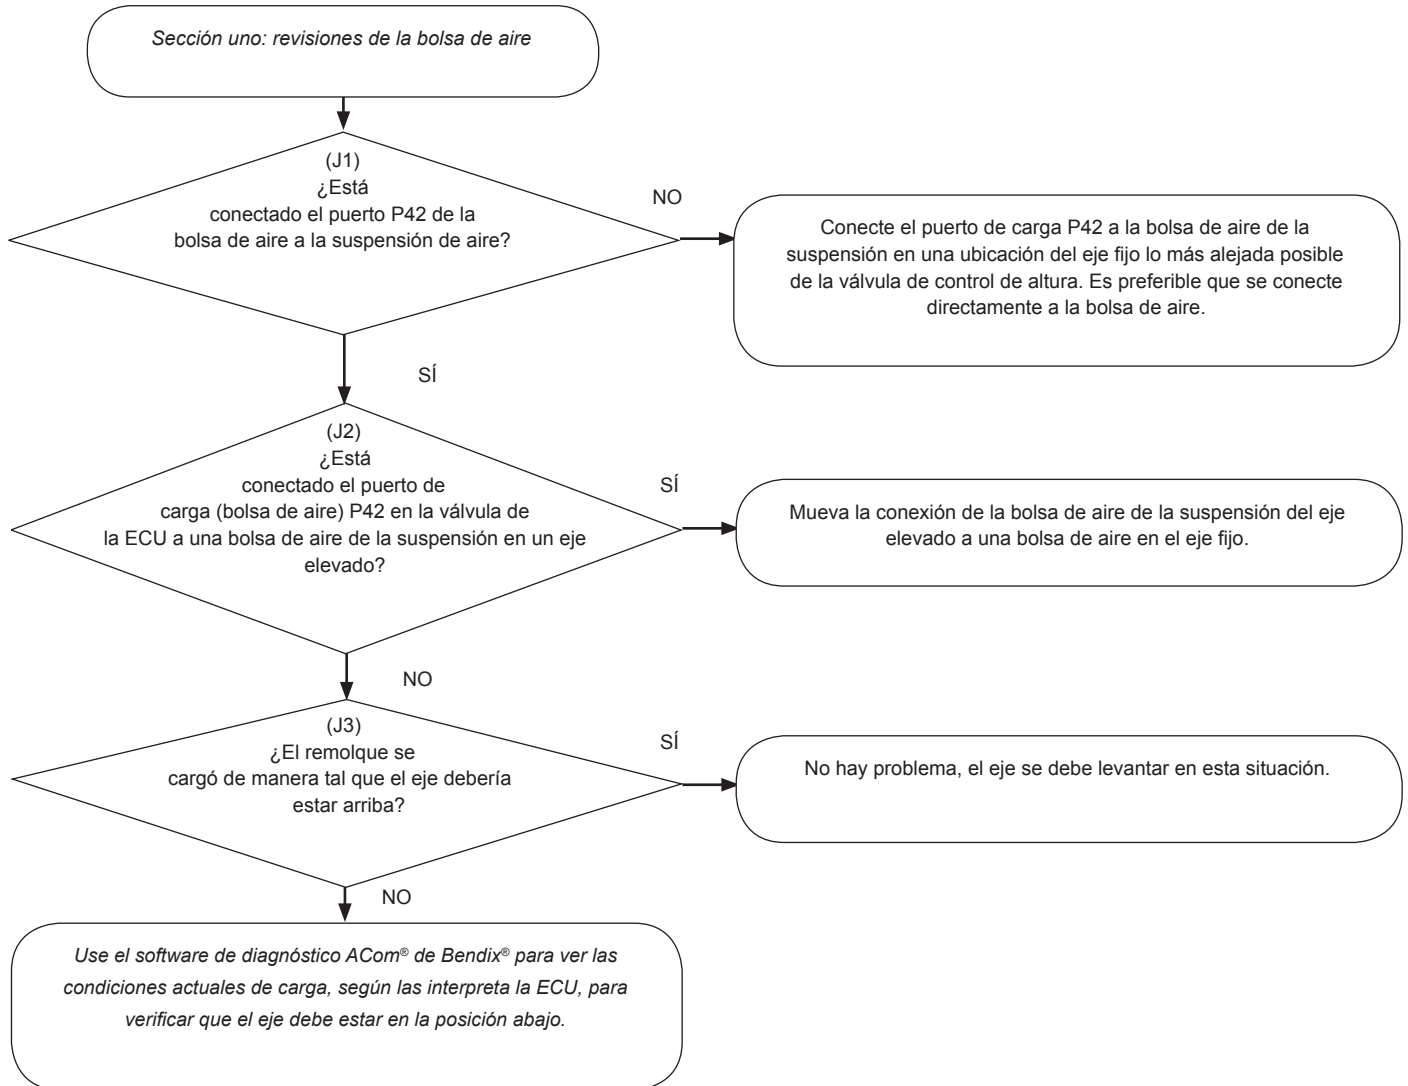 Sección uno: revisiones de la bolsa de aire
(J1)
¿Está
conectado el puerto P42 de la
bolsa de aire a la suspensión de aire?
NO
Conecte el puerto de carga P42 a la bolsa de aire de la
suspensión en una ubicación del eje fijo lo más alejada posible
de la válvula de control de altura. Es preferible que se conecte
directamente a la bolsa de aire.
SÍ
(J2)
¿Está
conectado el puerto de
carga (bolsa de aire) P42 en la válvula de
la ECU a una bolsa de aire de la suspensión en un eje
elevado?
SÍ
Mueva la conexión de la bolsa de aire de la suspensión del eje
elevado a una bolsa de aire en el eje fijo.
NO
(J3)
¿El remolque se
cargó de manera tal que el eje debería
estar arriba?
SÍ
No hay problema, el eje se debe levantar en esta situación.
NO
Use el software de diagnóstico ACom® de Bendix® para ver las
condiciones actuales de carga, según las interpreta la ECU, para
verificar que el eje debe estar en la posición abajo.